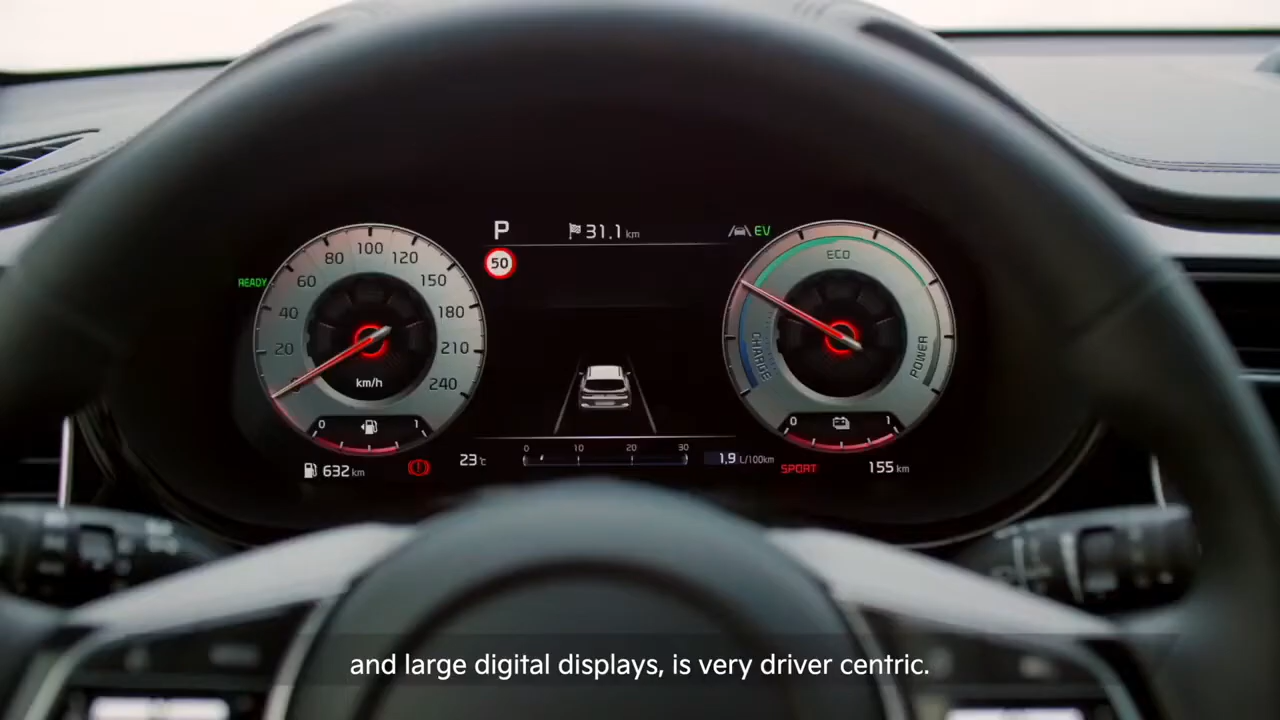 P
31.1 km
EV
50
READY
20
40
60
80
100
120
150
180
210
240
km/h
0
1
ECO
CHARGE
POWER
0
1
632 km
23°C
0 10 20 30
1,9 L/100km
SPORT
155 km
and large digital displays, is very driver centric.